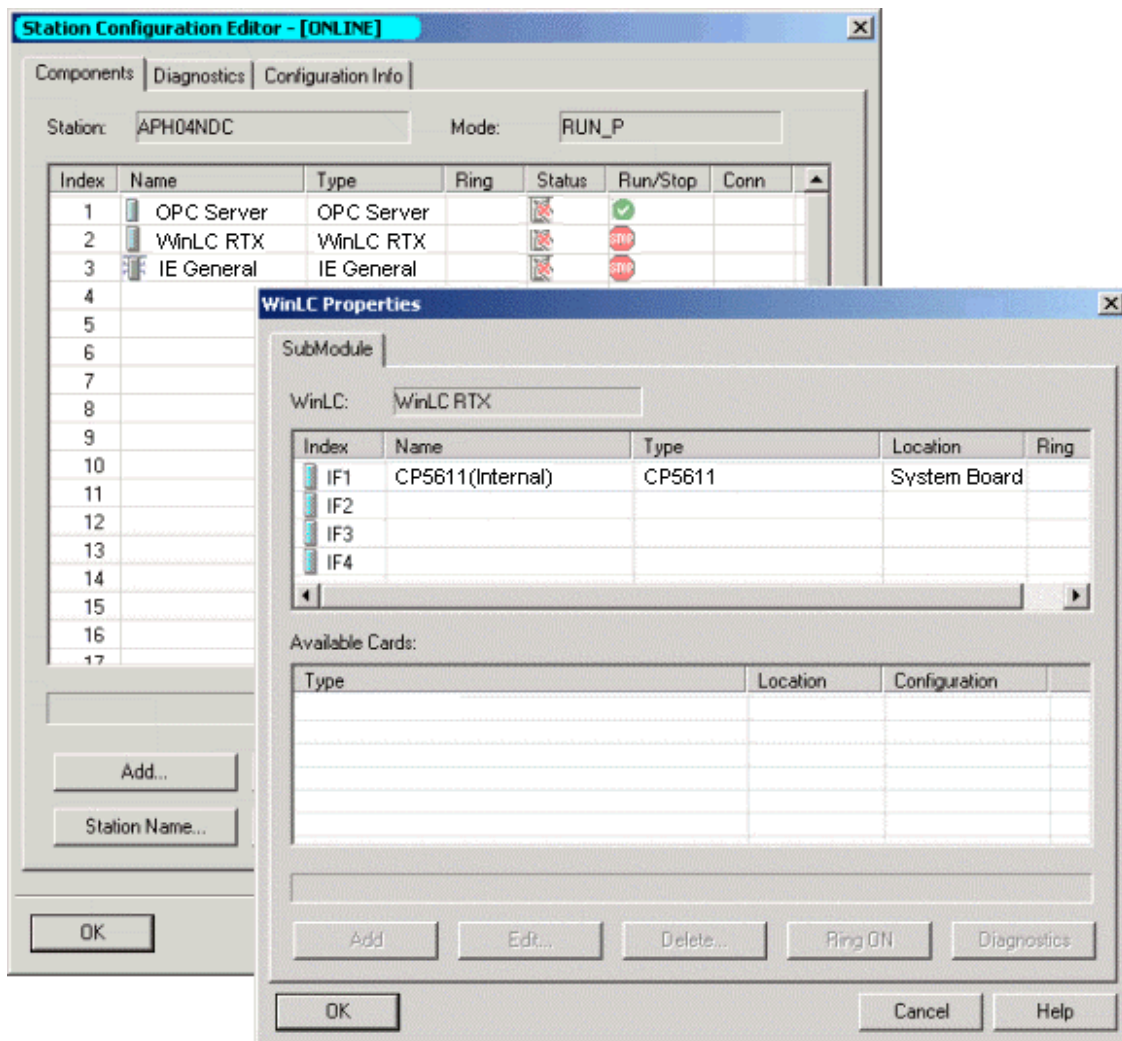 Station Configuration Editor - [ONLINE]
Components Diagnostics Configuration Info
Station: APH04NDC Mode: RUN_P
Index Name Type Ring Status Run/Stop Conn
1 OPC Server OPC Server
2 WinLC RTX WinLC RTX STOP
3 IE General IE General STOP
4
5
6
7
8
9
10
11
12
13
14
15
16
17
Add...
Station Name...
OK
WinLC Properties
SubModule
WinLC: WinLC RTX
Index Name Type Location Ring
IF1 CP5611(Internal) CP5611 System Board
IF2
IF3
IF4
Available Cards:
Type Location Configuration
Add Edit... Delete... Ring ON Diagnostics
OK Cancel Help